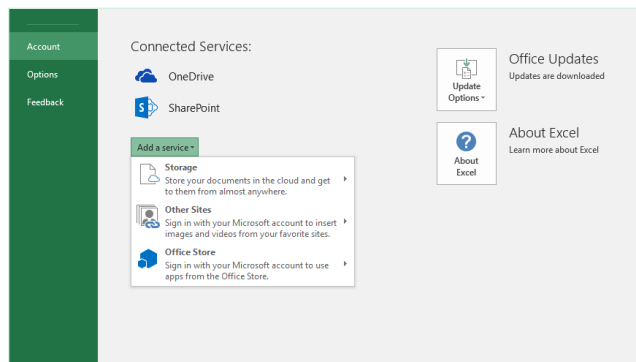 Account
Options
Feedback
Connected Services:
OneDrive
S
SharePoint
Add a service
Storage
Store your documents in the cloud and get
to them from almost anywhere.
Other Sites
Sign in with your Microsoft account to insert
images and videos from your favorite sites.
Office Store
Sign in with your Microsoft account to use
apps from the Office Store.
Update
Options
Office Updates
Updates are downloaded
?
About
Excel
About Excel
Learn more about Excel